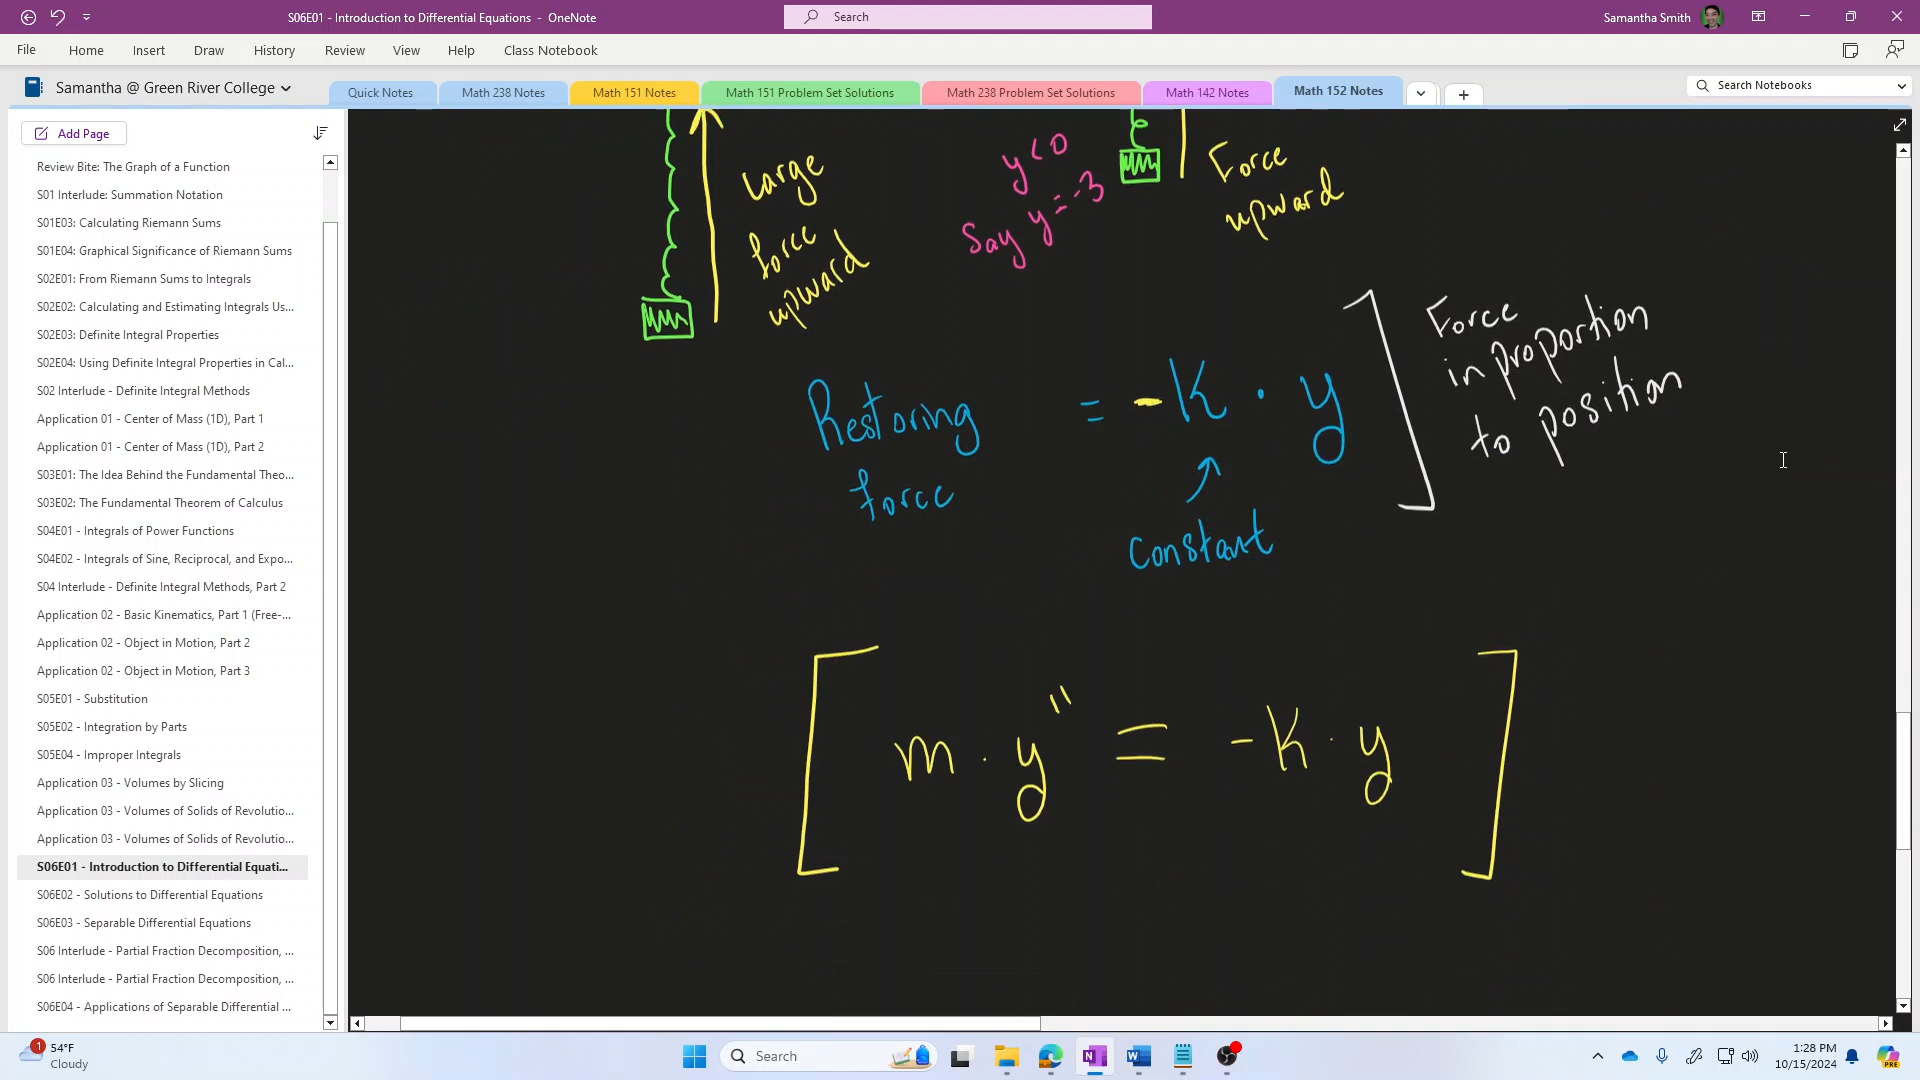 S06E01 - Introduction to Differential Equations - OneNote
Search
Samantha Smith
File Home Insert Draw History Review View Help Class Notebook
Samantha @ Green River College
Quick Notes
Math 238 Notes
Math 151 Notes
Math 151 Problem Set Solutions
Math 238 Problem Set Solutions
Math 142 Notes
Math 152 Notes
Search Notebooks
Add Page
Review Bite: The Graph of a Function
S01 Interlude: Summation Notation
S01E03: Calculating Riemann Sums
S01E04: Graphical Significance of Riemann Sums
S02E01: From Riemann Sums to Integrals
S02E02: Calculating and Estimating Integrals Us...
S02E03: Definite Integral Properties
S02E04: Using Definite Integral Properties in Cal...
S02 Interlude - Definite Integral Methods
Application 01 - Center of Mass (1D), Part 1
Application 01 - Center of Mass (1D), Part 2
S03E01: The Idea Behind the Fundamental Theo...
S03E02: The Fundamental Theorem of Calculus
S04E01 - Integrals of Power Functions
S04E02 - Integrals of Sine, Reciprocal, and Expo...
S04 Interlude - Definite Integral Methods, Part 2
Application 02 - Basic Kinematics, Part 1 (Free-...
Application 02 - Object in Motion, Part 2
Application 02 - Object in Motion, Part 3
S05E01 - Substitution
S05E02 - Integration by Parts
S05E04 - Improper Integrals
Application 03 - Volumes by Slicing
Application 03 - Volumes of Solids of Revolutio...
Application 03 - Volumes of Solids of Revolutio...
S06E01 - Introduction to Differential Equati...
S06E02 - Solutions to Differential Equations
S06E03 - Separable Differential Equations
S06 Interlude - Partial Fraction Decomposition, ...
S06 Interlude - Partial Fraction Decomposition, ...
S06E04 - Applications of Separable Differential ...
Large
force
upward
y < 0
Say y = -3
Force
upward
Restoring
force
= -k · y
constant
Force
in proportion
to position
m · y" = -k · y
1
54°F
Cloudy
Search
1:28 PM
10/15/2024
PRE